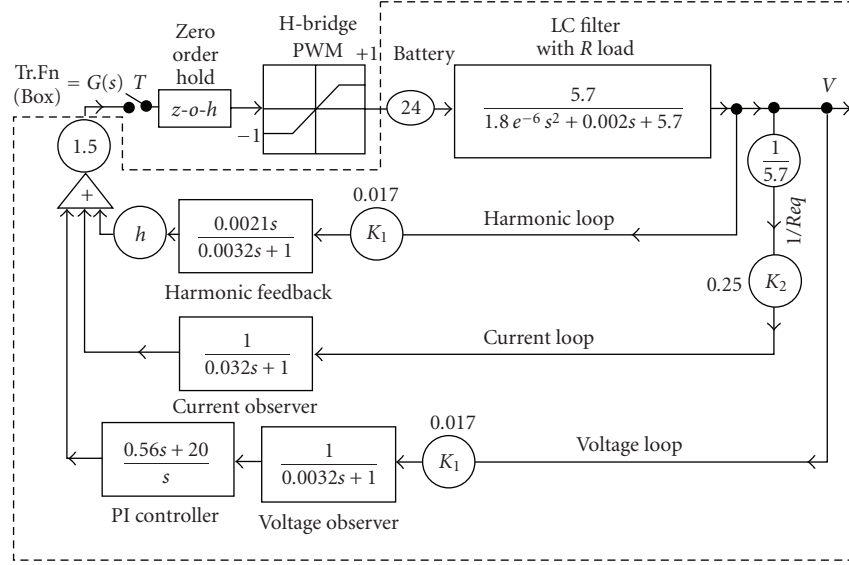 Zero
order
hold
H-bridge
PWM
+1
−1
Battery
LC filter
with R load
Tr.Fn
(Box)
= G(s)
T
z-o-h
24
5.7
1.8 e−6 s2 + 0.002s + 5.7
V
1.5
+
1
5.7
1/Req
h
0.0021s
0.0032s + 1
Harmonic feedback
0.017
K1
Harmonic loop
0.25
K2
1
0.032s + 1
Current observer
Current loop
0.56s + 20
s
PI controller
1
0.0032s + 1
Voltage observer
0.017
K1
Voltage loop